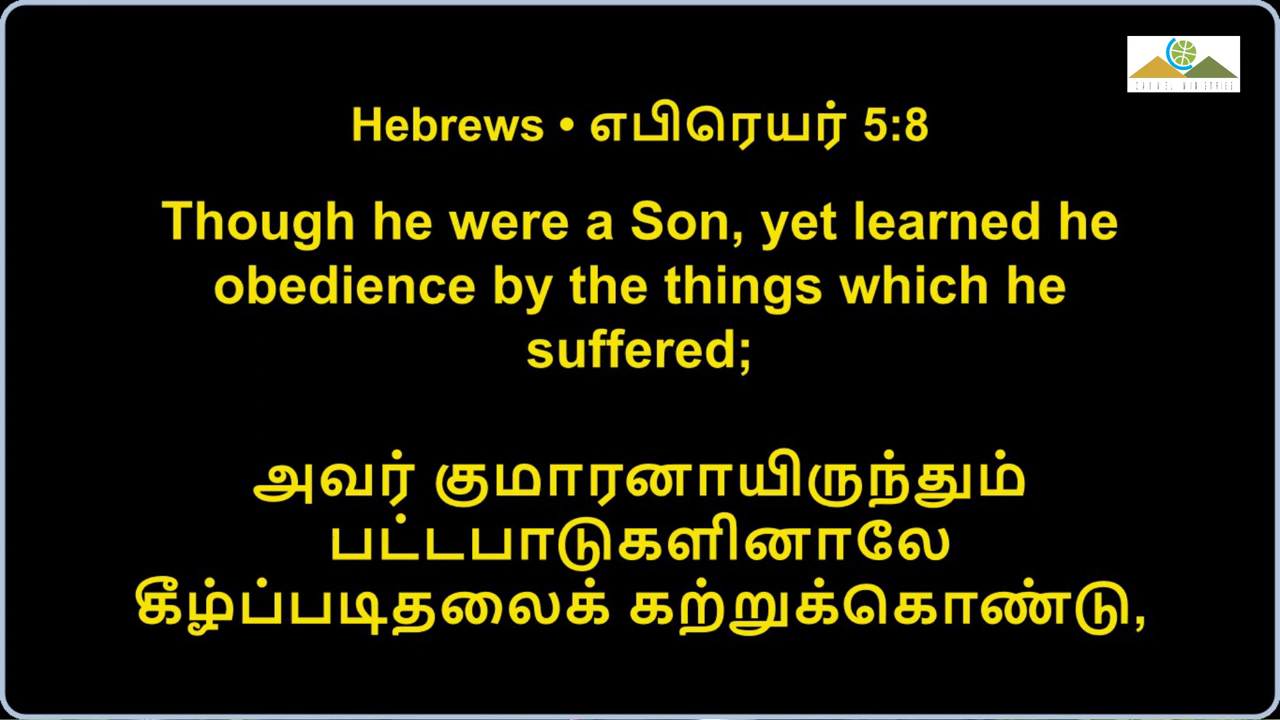 Hebrews • எபிரெயர் 5:8
Though he were a Son, yet learned he
obedience by the things which he
suffered;
அவர் குமாரனாயிருந்தும்
பட்டபாடுகளினாலே
கீழ்ப்படிதலைக் கற்றுக்கொண்டு,